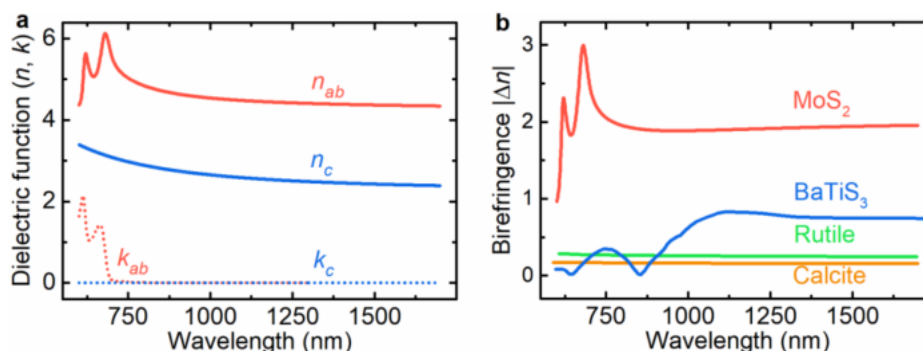 a
6
4
2
0
Dielectric function (n, k)
n_ab
n_c
k_ab
k_c
750 1000 1250 1500
Wavelength (nm)
b
3
2
1
0
Birefringence |Δn|
MoS₂
BaTiS₃
Rutile
Calcite
750 1000 1250 1500
Wavelength (nm)